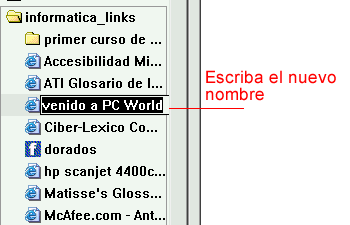 informatica_links
primer curso de ...
Accesibilidad Mi...
ATI Glosario de I...
venido a PC World
Ciber-Lexico Co...
dorados
hp scanjet 4400c...
Matisse's Gloss...
McAfee.com - Ant...
Escriba el nuevo
nombre